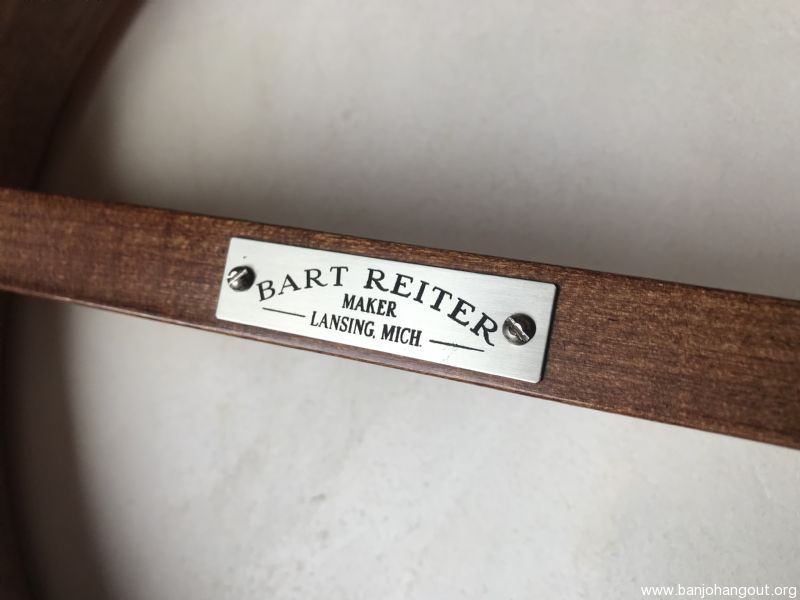 BART REITER
MAKER
LANSING, MICH.
www.banjohangout.org